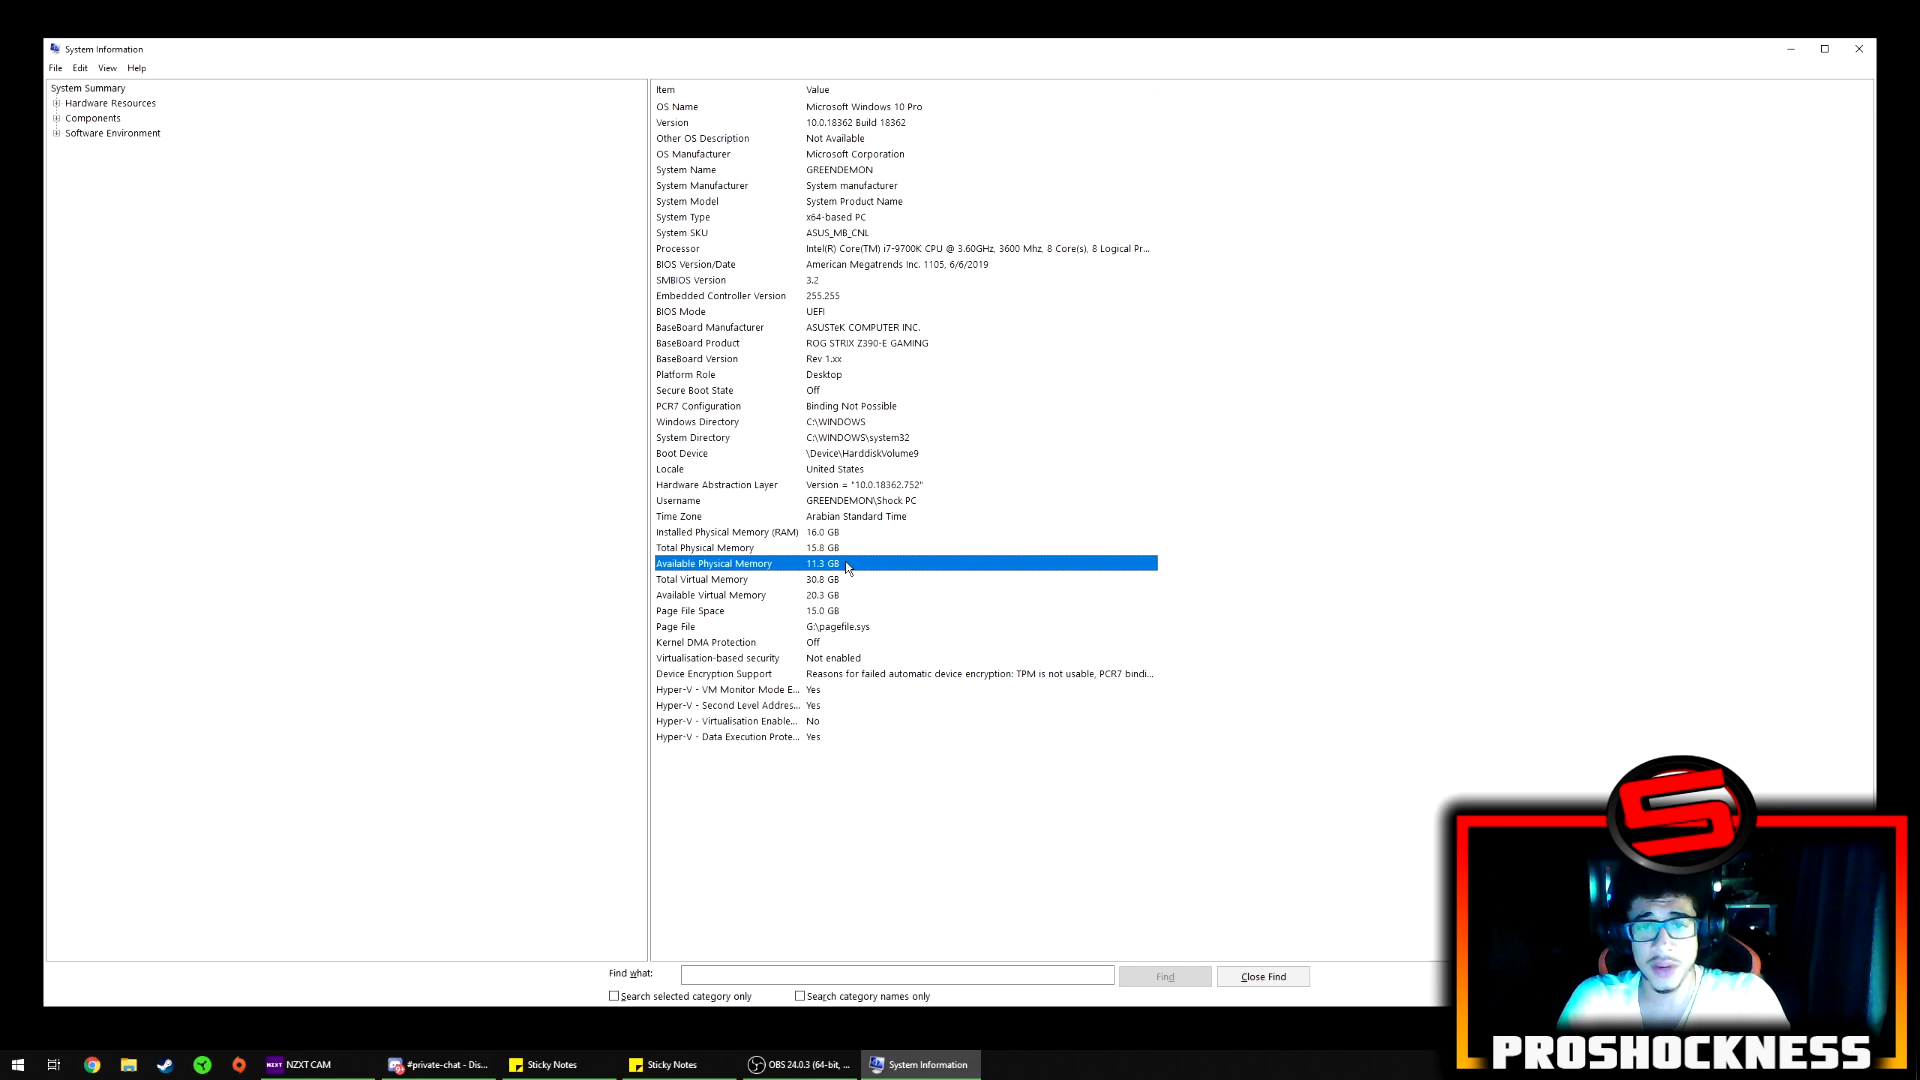 System Information
File Edit View Help
System Summary
Hardware Resources
Components
Software Environment
Item Value
OS Name Microsoft Windows 10 Pro
Version 10.0.18362 Build 18362
Other OS Description Not Available
OS Manufacturer Microsoft Corporation
System Name GREENDEMON
System Manufacturer System manufacturer
System Model System Product Name
System Type x64-based PC
System SKU ASUS_MB_CNL
Processor Intel(R) Core(TM) i7-9700K CPU @ 3.60GHz, 3600 Mhz, 8 Core(s), 8 Logical Pr...
BIOS Version/Date American Megatrends Inc. 1105, 6/6/2019
SMBIOS Version 3.2
Embedded Controller Version 255.255
BIOS Mode UEFI
BaseBoard Manufacturer ASUSTeK COMPUTER INC.
BaseBoard Product ROG STRIX Z390-E GAMING
BaseBoard Version Rev 1.xx
Platform Role Desktop
Secure Boot State Off
PCR7 Configuration Binding Not Possible
Windows Directory C:\WINDOWS
System Directory C:\WINDOWS\system32
Boot Device \Device\HarddiskVolume9
Locale United States
Hardware Abstraction Layer Version = "10.0.18362.752"
Username GREENDEMON\Shock PC
Time Zone Arabian Standard Time
Installed Physical Memory (RAM) 16.0 GB
Total Physical Memory 15.8 GB
Available Physical Memory 11.3 GB
Total Virtual Memory 30.8 GB
Available Virtual Memory 20.3 GB
Page File Space 15.0 GB
Page File G:\pagefile.sys
Kernel DMA Protection Off
Virtualisation-based security Not enabled
Device Encryption Support Reasons for failed automatic device encryption: TPM is not usable, PCR7 bindi...
Hyper-V - VM Monitor Mode E... Yes
Hyper-V - Second Level Addres... Yes
Hyper-V - Virtualisation Enable... No
Hyper-V - Data Execution Prote... Yes
Find what: Find Close Find
Search selected category only Search category names only
PROSHOCKNESS
NZXT NZXT CAM #private-chat - Dis... Sticky Notes Sticky Notes OBS 24.0.3 (64-bit, ... System Information